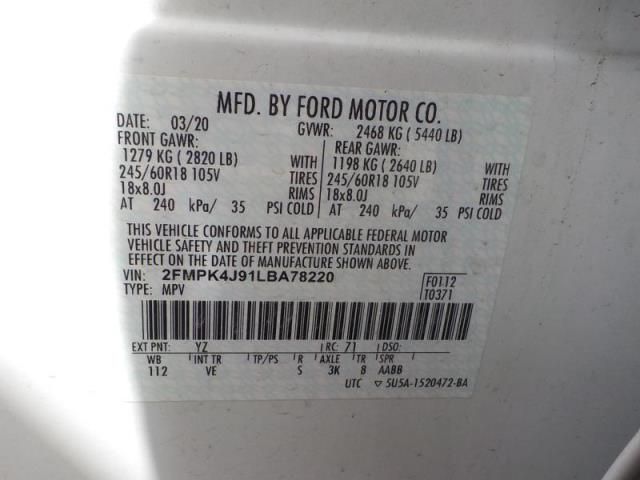 MFD. BY FORD MOTOR CO.
DATE: 03/20 GVWR: 2468 KG ( 5440 LB)
FRONT GAWR: REAR GAWR:
1279 KG ( 2820 LB) WITH 1198 KG ( 2640 LB) WITH
245/60R18 105V TIRES 245/60R18 105V TIRES
18x8.0J RIMS 18x8.0J RIMS
AT 240 kPa/ 35 PSI COLD AT 240 kPa/ 35 PSI COLD
THIS VEHICLE CONFORMS TO ALL APPLICABLE FEDERAL MOTOR
VEHICLE SAFETY AND THEFT PREVENTION STANDARDS IN
EFFECT ON THE DATE OF MANUFACTURE SHOWN ABOVE.
VIN: 2FMPK4J91LBA78220 F0112
TYPE: MPV T0371
EXT PNT: YZ RC: 71 DSO:
WB INT TR TP/PS R AXLE TR SPR
112 VE S 3K 8 AABB
UTC ▽ 5U5A-1520472-BA